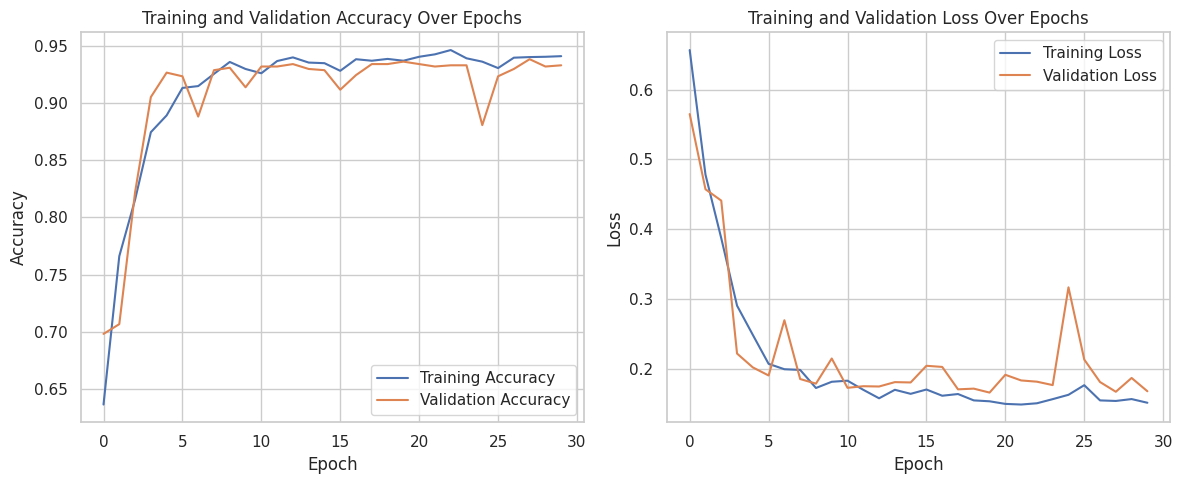 Training and Validation Accuracy Over Epochs
0.95
0.90
0.85
0.80
0.75
0.70
0.65
Accuracy
Training Accuracy
Validation Accuracy
0 5 10 15 20 25 30
Epoch
Training and Validation Loss Over Epochs
Training Loss
Validation Loss
0.6
0.5
0.4
0.3
0.2
Loss
0 5 10 15 20 25 30
Epoch